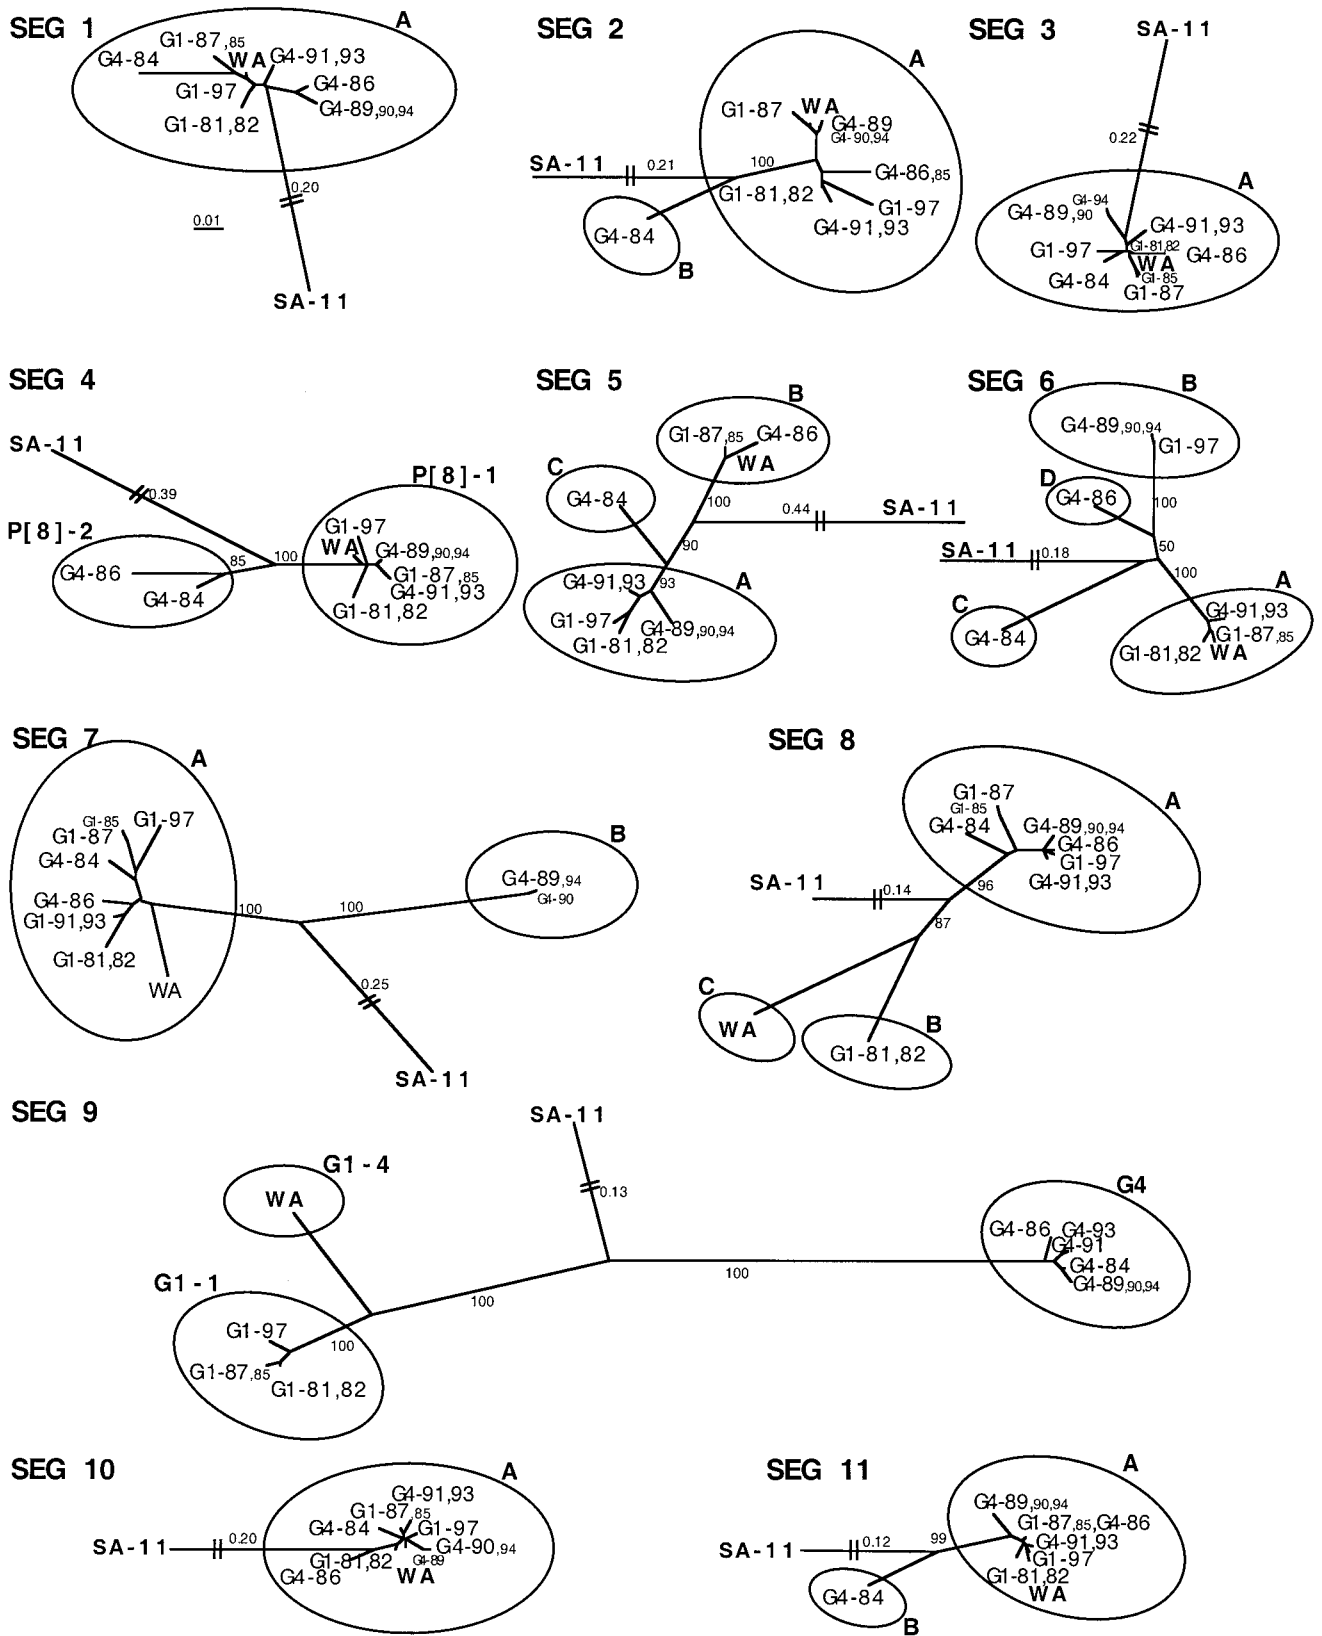 SEG 1
A
G1-87,85
WA
G4-91,93
G4-84
G4-86
G1-97
G4-89,90,94
G1-81,82
0.20
0.01
SA-11
SEG 2
A
WA
G1-87
G4-89
G4-90,94
SA-11
0.21
100
G4-86,85
G1-81,82
G1-97
G4-91,93
G4-84
B
SEG 3
SA-11
0.22
A
G4-94
G4-89,90
G4-91,93
G1-81,82
G1-97
G4-86
WA
G1-85
G4-84
G1-87
SEG 4
SA-11
0.39
P[8]-1
P[8]-2
G1-97
WA
G4-89,90,94
85
100
G4-86
G1-87,85
G4-91,93
G4-84
G1-81,82
SEG 5
B
G1-87,85
G4-86
WA
C
G4-84
100
0.44
SA-11
90
93
A
G4-91,93
G1-97
G4-89,90,94
G1-81,82
SEG 6
B
G4-89,90,94
G1-97
D
G4-86
100
50
SA-11
0.18
100
A
C
G4-91,93
G4-84
G1-87,85
G1-81,82
WA
SEG 7
A
G1-85
G1-97
G1-87
G4-84
G4-86
G1-91,93
G1-81,82
WA
100
100
B
G4-89,94
G4-90
0.25
SA-11
SEG 8
A
G1-87
G1-85
G4-84
G4-89,90,94
G4-86
G1-97
G4-91,93
SA-11
0.14
96
87
C
WA
B
G1-81,82
SEG 9
SA-11
0.13
G1-4
WA
G4
G4-86
G4-93
G4-91
G4-84
G4-89,90,94
100
100
G1-1
G1-97
100
G1-87,85
G1-81,82
SEG 10
A
G4-91,93
G1-87,85
G4-84
G1-97
SA-11
0.20
G4-90,94
G1-81,82
G4-89
G4-86
WA
SEG 11
A
G4-89,90,94
G1-87,85,G4-86
SA-11
0.12
99
G4-91,93
G1-97
G1-81,82
WA
G4-84
B